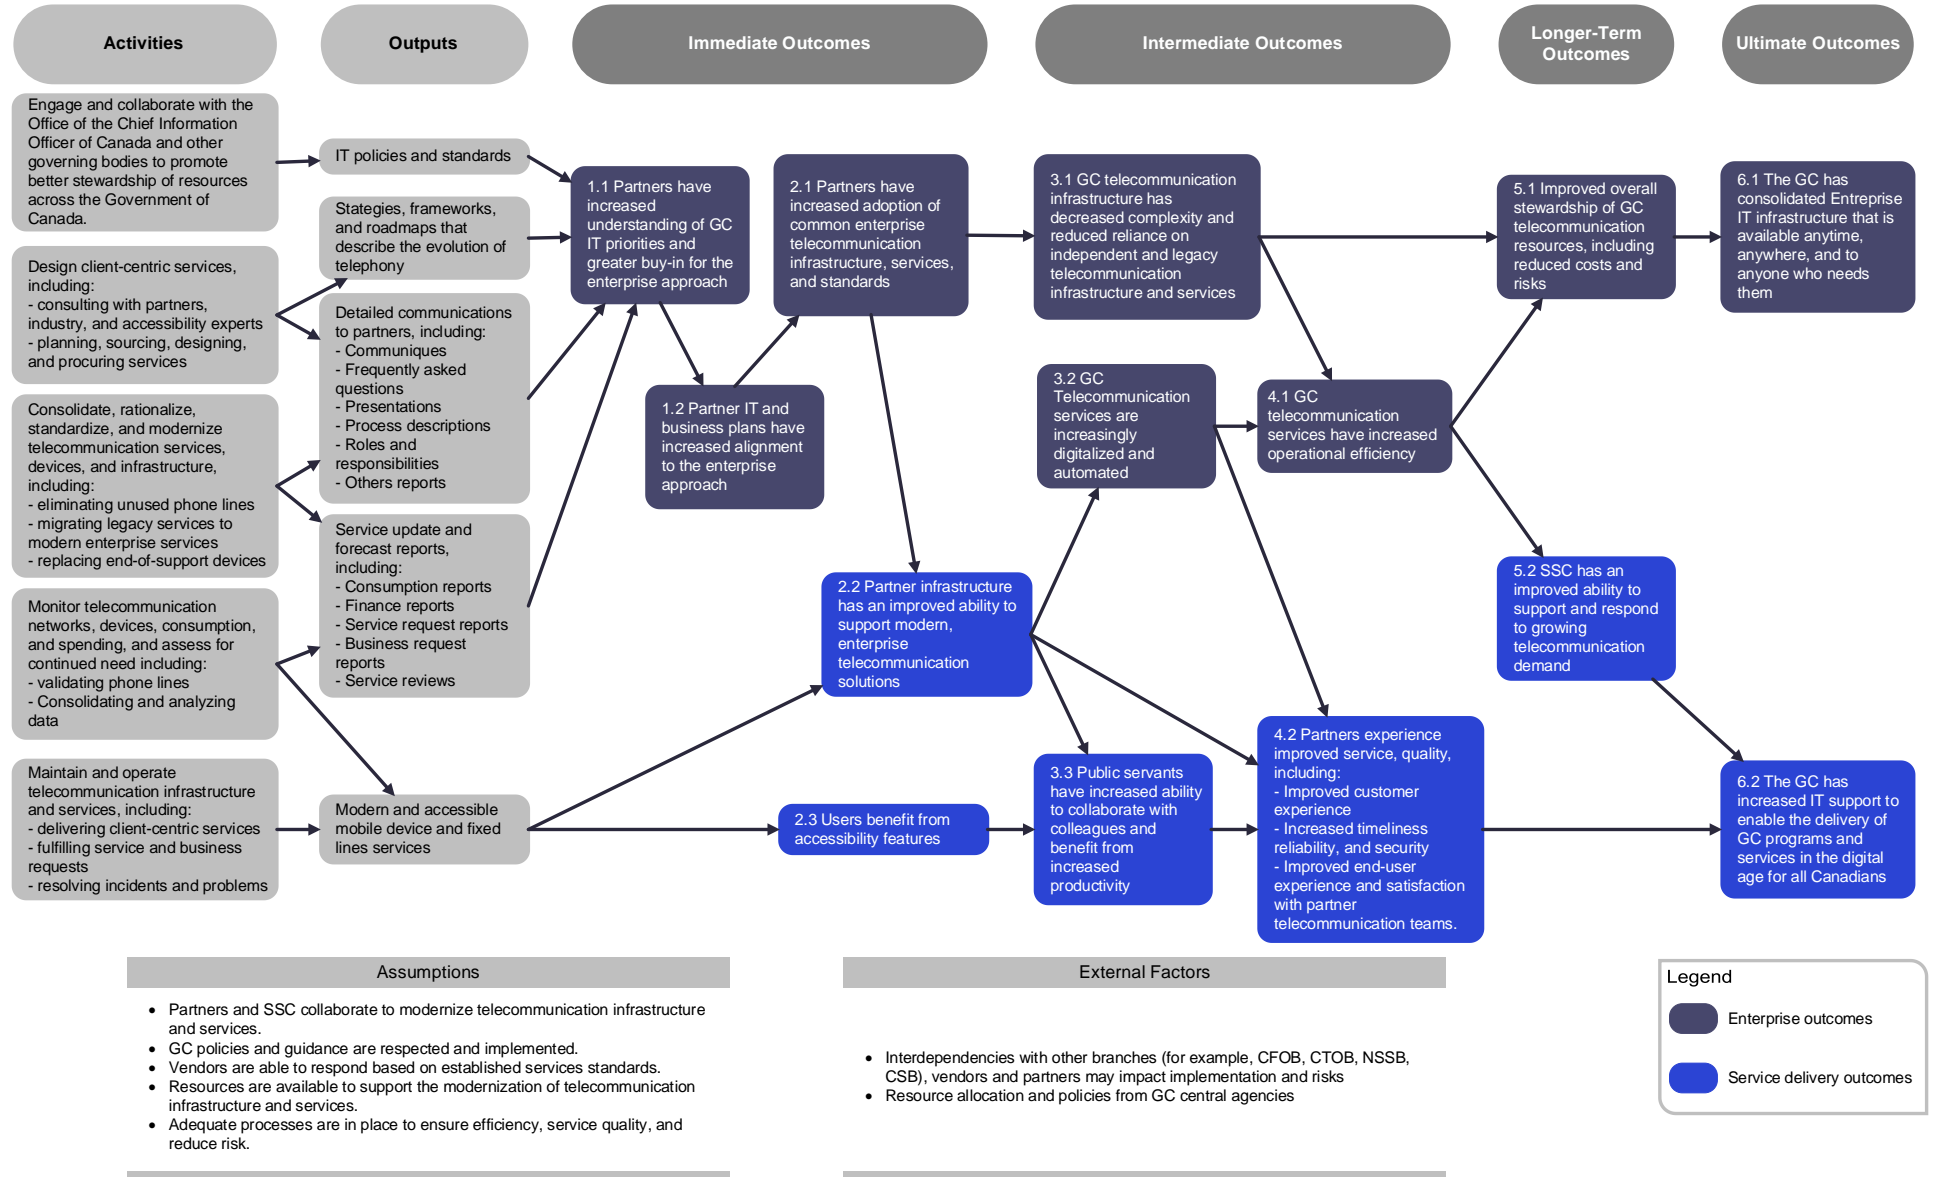 Activities
Outputs
Immediate Outcomes
Intermediate Outcomes
Longer-Term
Outcomes
Ultimate Outcomes
Engage and collaborate with the
Office of the Chief Information
Officer of Canada and other
governing bodies to promote
better stewardship of resources
across the Government of
Canada.
Design client-centric services,
including:
- consulting with partners,
industry, and accessibility experts
- planning, sourcing, designing,
and procuring services
Consolidate, rationalize,
standardize, and modernize
telecommunication services,
devices, and infrastructure,
including:
- eliminating unused phone lines
- migrating legacy services to
modern enterprise services
- replacing end-of-support devices
Monitor telecommunication
networks, devices, consumption,
and spending, and assess for
continued need including:
- validating phone lines
- Consolidating and analyzing
data
Maintain and operate
telecommunication infrastructure
and services, including:
- delivering client-centric services
- fulfilling service and business
requests
- resolving incidents and problems
IT policies and standards
Stategies, frameworks,
and roadmaps that
describe the evolution of
telephony
Detailed communications
to partners, including:
- Communiques
- Frequently asked
questions
- Presentations
- Process descriptions
- Roles and
responsibilities
- Others reports
Service update and
forecast reports,
including:
- Consumption reports
- Finance reports
- Service request reports
- Business request
reports
- Service reviews
Modern and accessible
mobile device and fixed
lines services
1.1 Partners have
increased
understanding of GC
IT priorities and
greater buy-in for the
enterprise approach
1.2 Partner IT and
business plans have
increased alignment
to the enterprise
approach
2.1 Partners have
increased adoption of
common enterprise
telecommunication
infrastructure, services,
and standards
2.2 Partner infrastructure
has an improved ability to
support modern,
enterprise
telecommunication
solutions
2.3 Users benefit from
accessibility features
3.1 GC telecommunication
infrastructure has
decreased complexity and
reduced reliance on
independent and legacy
telecommunication
infrastructure and services
3.2 GC
Telecommunication
services are
increasingly
digitalized and
automated
3.3 Public servants
have increased ability
to collaborate with
colleagues and
benefit from
increased
productivity
4.1 GC
telecommunication
services have increased
operational efficiency
4.2 Partners experience
improved service, quality,
including:
- Improved customer
experience
- Increased timeliness
reliability, and security
- Improved end-user
experience and satisfaction
with partner
telecommunication teams.
5.1 Improved overall
stewardship of GC
telecommunication
resources, including
reduced costs and
risks
5.2 SSC has an
improved ability to
support and respond
to growing
telecommunication
demand
6.1 The GC has
consolidated Entreprise
IT infrastructure that is
available anytime,
anywhere, and to
anyone who needs
them
6.2 The GC has
increased IT support to
enable the delivery of
GC programs and
services in the digital
age for all Canadians
Assumptions
• Partners and SSC collaborate to modernize telecommunication infrastructure
and services.
• GC policies and guidance are respected and implemented.
• Vendors are able to respond based on established services standards.
• Resources are available to support the modernization of telecommunication
infrastructure and services.
• Adequate processes are in place to ensure efficiency, service quality, and
reduce risk.
External Factors
• Interdependencies with other branches (for example, CFOB, CTOB, NSSB,
CSB), vendors and partners may impact implementation and risks
• Resource allocation and policies from GC central agencies
Legend
Enterprise outcomes
Service delivery outcomes